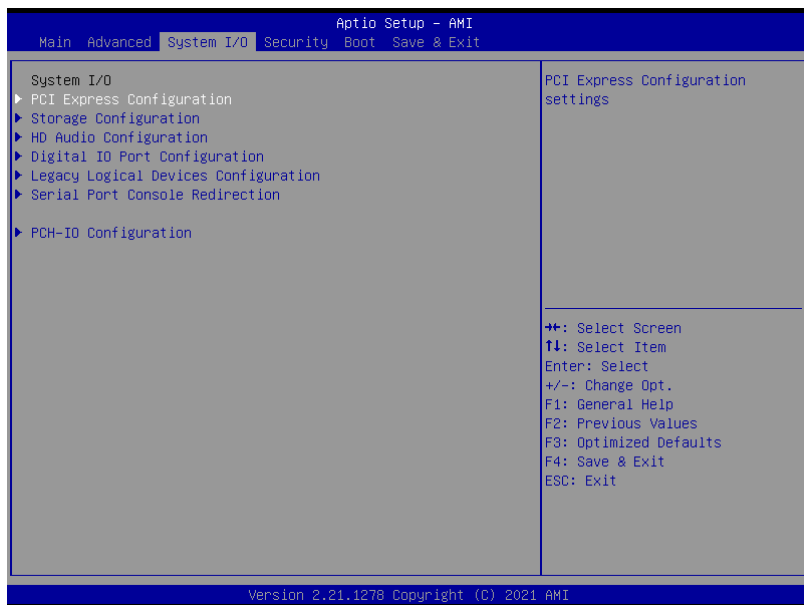 Aptio Setup – AMI
Main Advanced System I/O Security Boot Save & Exit
System I/O
▶ PCI Express Configuration
▶ Storage Configuration
▶ HD Audio Configuration
▶ Digital IO Port Configuration
▶ Legacy Logical Devices Configuration
▶ Serial Port Console Redirection
▶ PCH-IO Configuration
PCI Express Configuration
settings
→←: Select Screen
↑↓: Select Item
Enter: Select
+/-: Change Opt.
F1: General Help
F2: Previous Values
F3: Optimized Defaults
F4: Save & Exit
ESC: Exit
Version 2.21.1278 Copyright (C) 2021 AMI